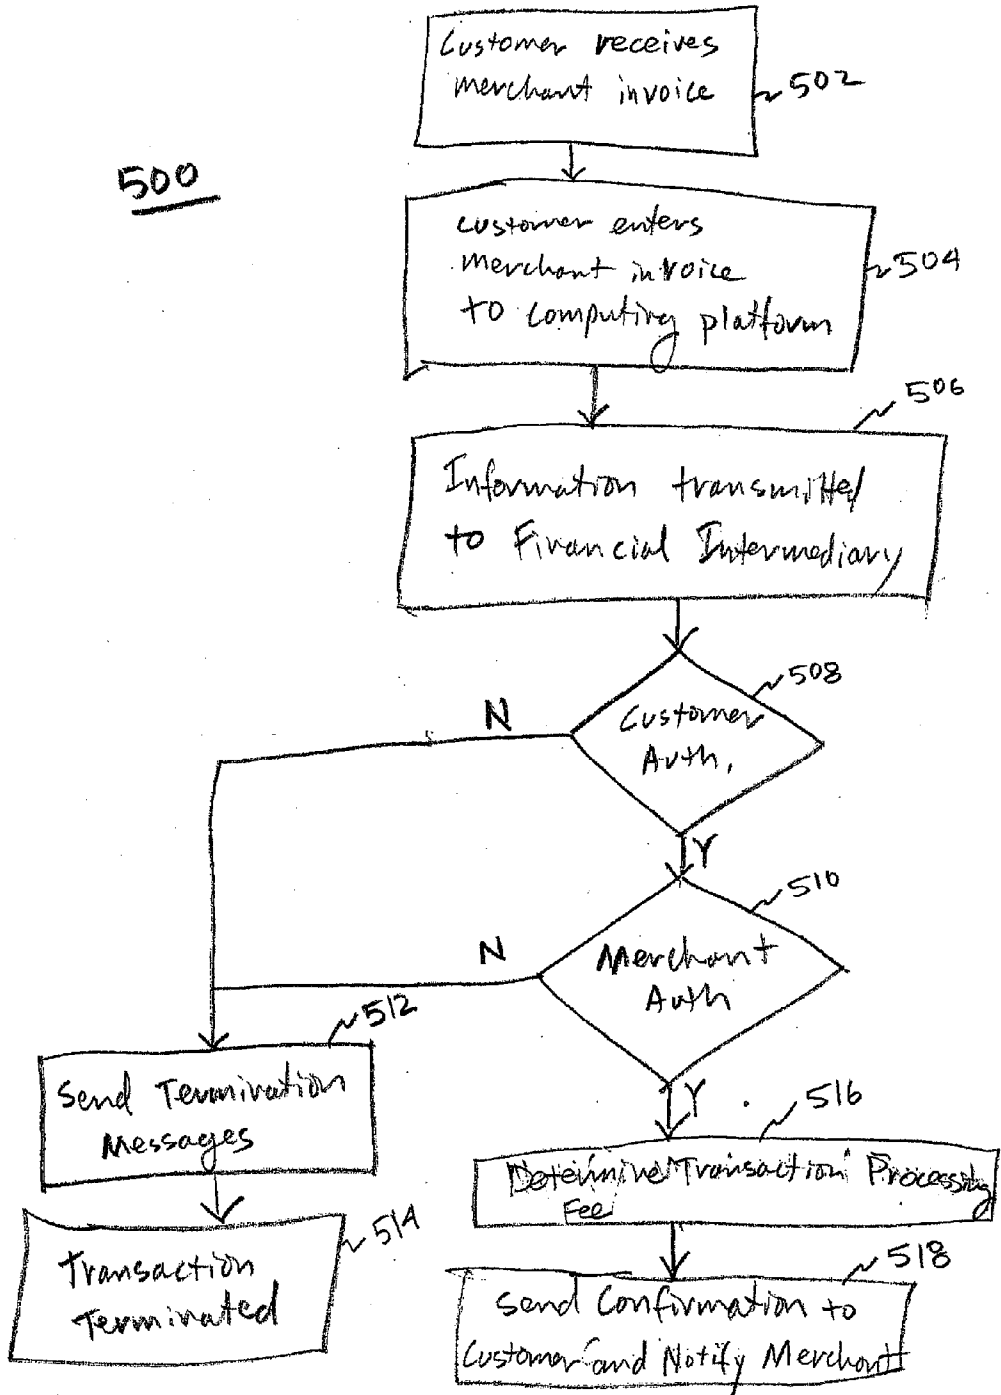 Customer receives
merchant invoice
502
500
customer enters
merchant invoice
to computing platform
504
506
Information transmitted
to Financial Intermediary
508
N
Customer
Auth.
Y
510
N
Merchant
Auth
512
Y
516
Send Termination
Messages
Determine Transaction Processing
Fee
514
518
Transaction
Terminated
Send Confirmation to
Customer and Notify Merchant